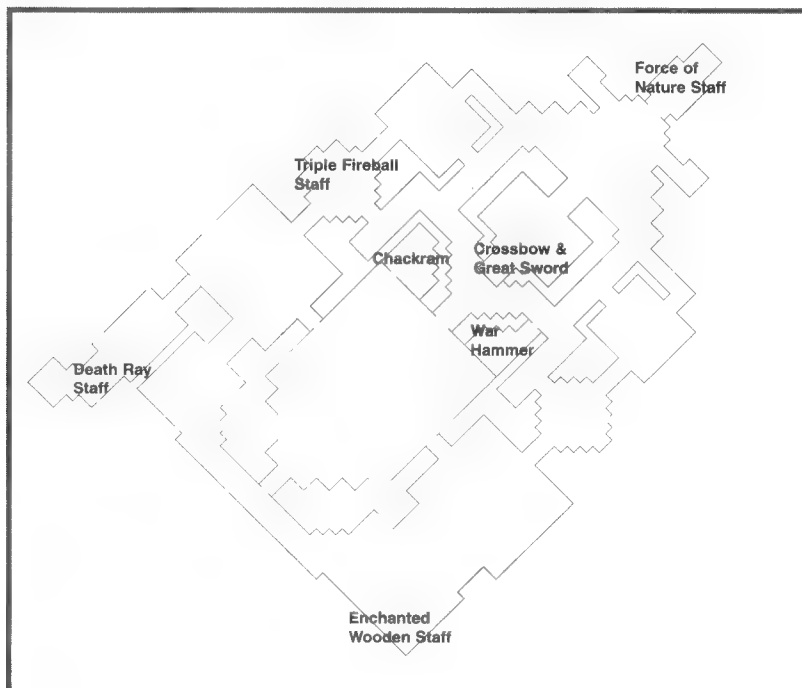 Force of
Nature Staff
Triple Fireball
Staff
Chackram
Crossbow &
Great Sword
War
Hammer
Death Ray
Staff
Enchanted
Wooden Staff